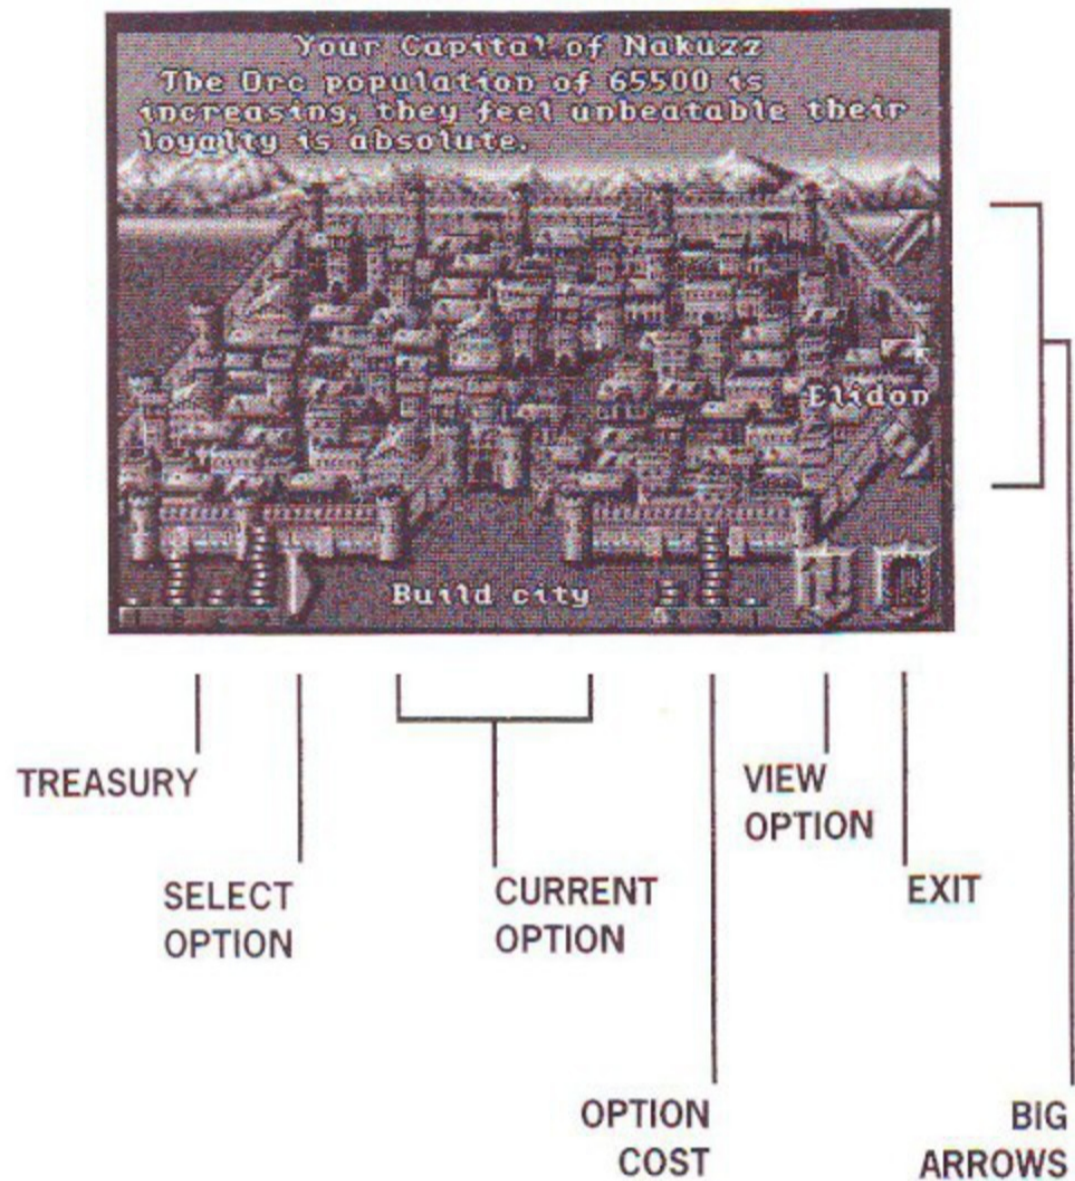 Your Capital of Nakuzz
The Orc population of 65500 is
increasing, they feel unbeatable their
loyalty is absolute.
Elidon
Build city
TREASURY
VIEW
OPTION
SELECT
OPTION
CURRENT
OPTION
EXIT
OPTION
COST
BIG
ARROWS